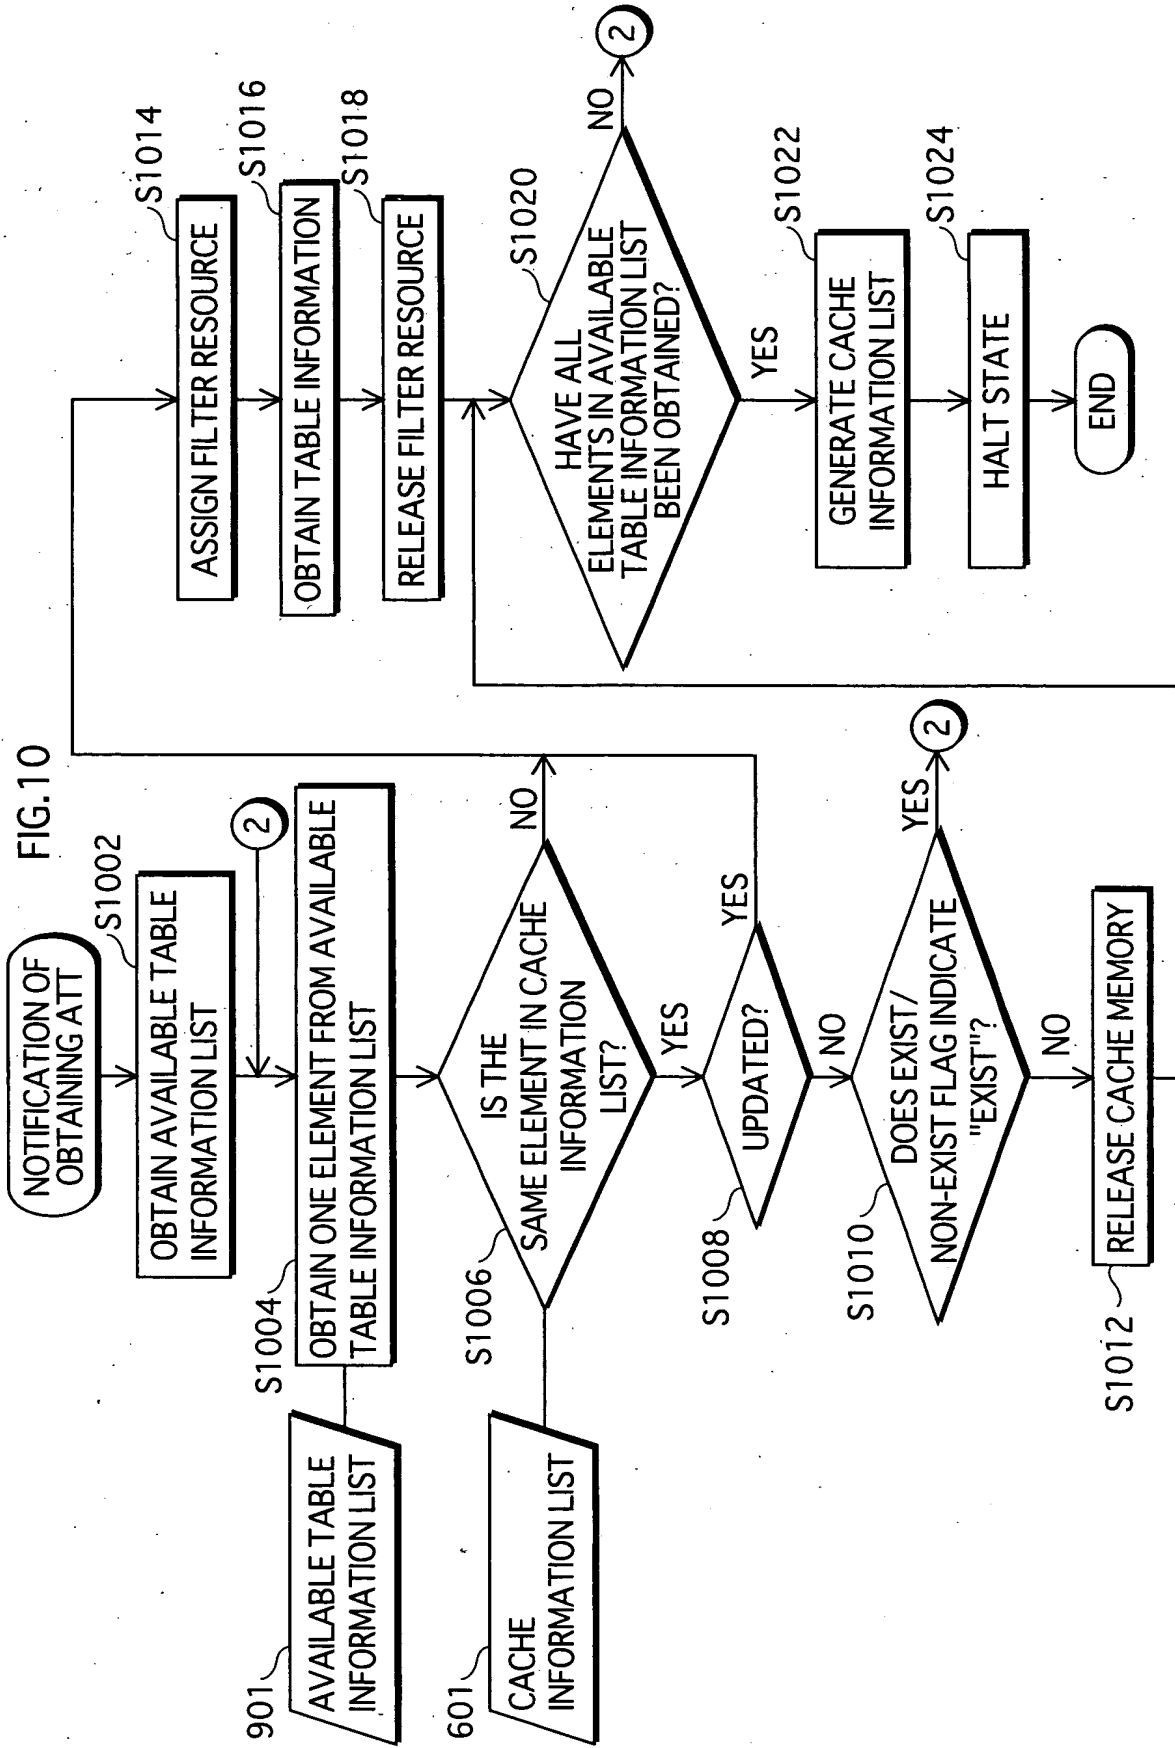 FIG.10
NOTIFICATION OF
OBTAINING ATT
S1002
OBTAIN AVAILABLE TABLE
INFORMATION LIST
2
901
AVAILABLE TABLE
INFORMATION LIST
S1004
OBTAIN ONE ELEMENT FROM AVAILABLE
TABLE INFORMATION LIST
601
CACHE
INFORMATION LIST
S1006
IS THE
SAME ELEMENT IN CACHE
INFORMATION
LIST?
NO
YES
S1008
UPDATED?
YES
NO
S1010
DOES EXIST/
NON-EXIST FLAG INDICATE
"EXIST"?
YES
2
NO
S1012
RELEASE CACHE MEMORY
S1014
ASSIGN FILTER RESOURCE
S1016
OBTAIN TABLE INFORMATION
S1018
RELEASE FILTER RESOURCE
S1020
HAVE ALL
ELEMENTS IN AVAILABLE
TABLE INFORMATION LIST
BEEN OBTAINED?
NO
2
YES
S1022
GENERATE CACHE
INFORMATION LIST
S1024
HALT STATE
END